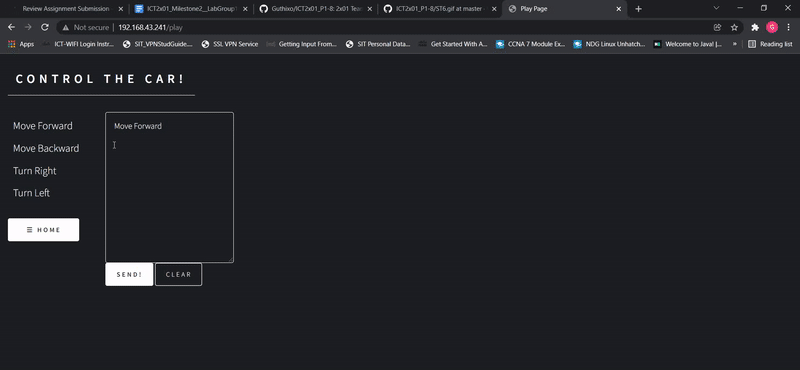 Review Assignment Submission
ICT2x01_Milestone2__LabGroup
Guthixo/ICT2x01_P1-8: 2x01 Tea
ICT2x01_P1-8/ST6.gif at master
Play Page
Not secure | 192.168.43.241/play
Apps
ICT-WIFI Login Instr...
SIT_VPNStudGuide....
SSL VPN Service
Getting Input From...
SIT Personal Data...
Get Started With A...
CCNA 7 Module Ex...
NDG Linux Unhatch...
Welcome to Java! |...
»
Reading list
CONTROL THE CAR!
Move Forward
Move Backward
Turn Right
Turn Left
☰ HOME
Move Forward
SEND!
CLEAR